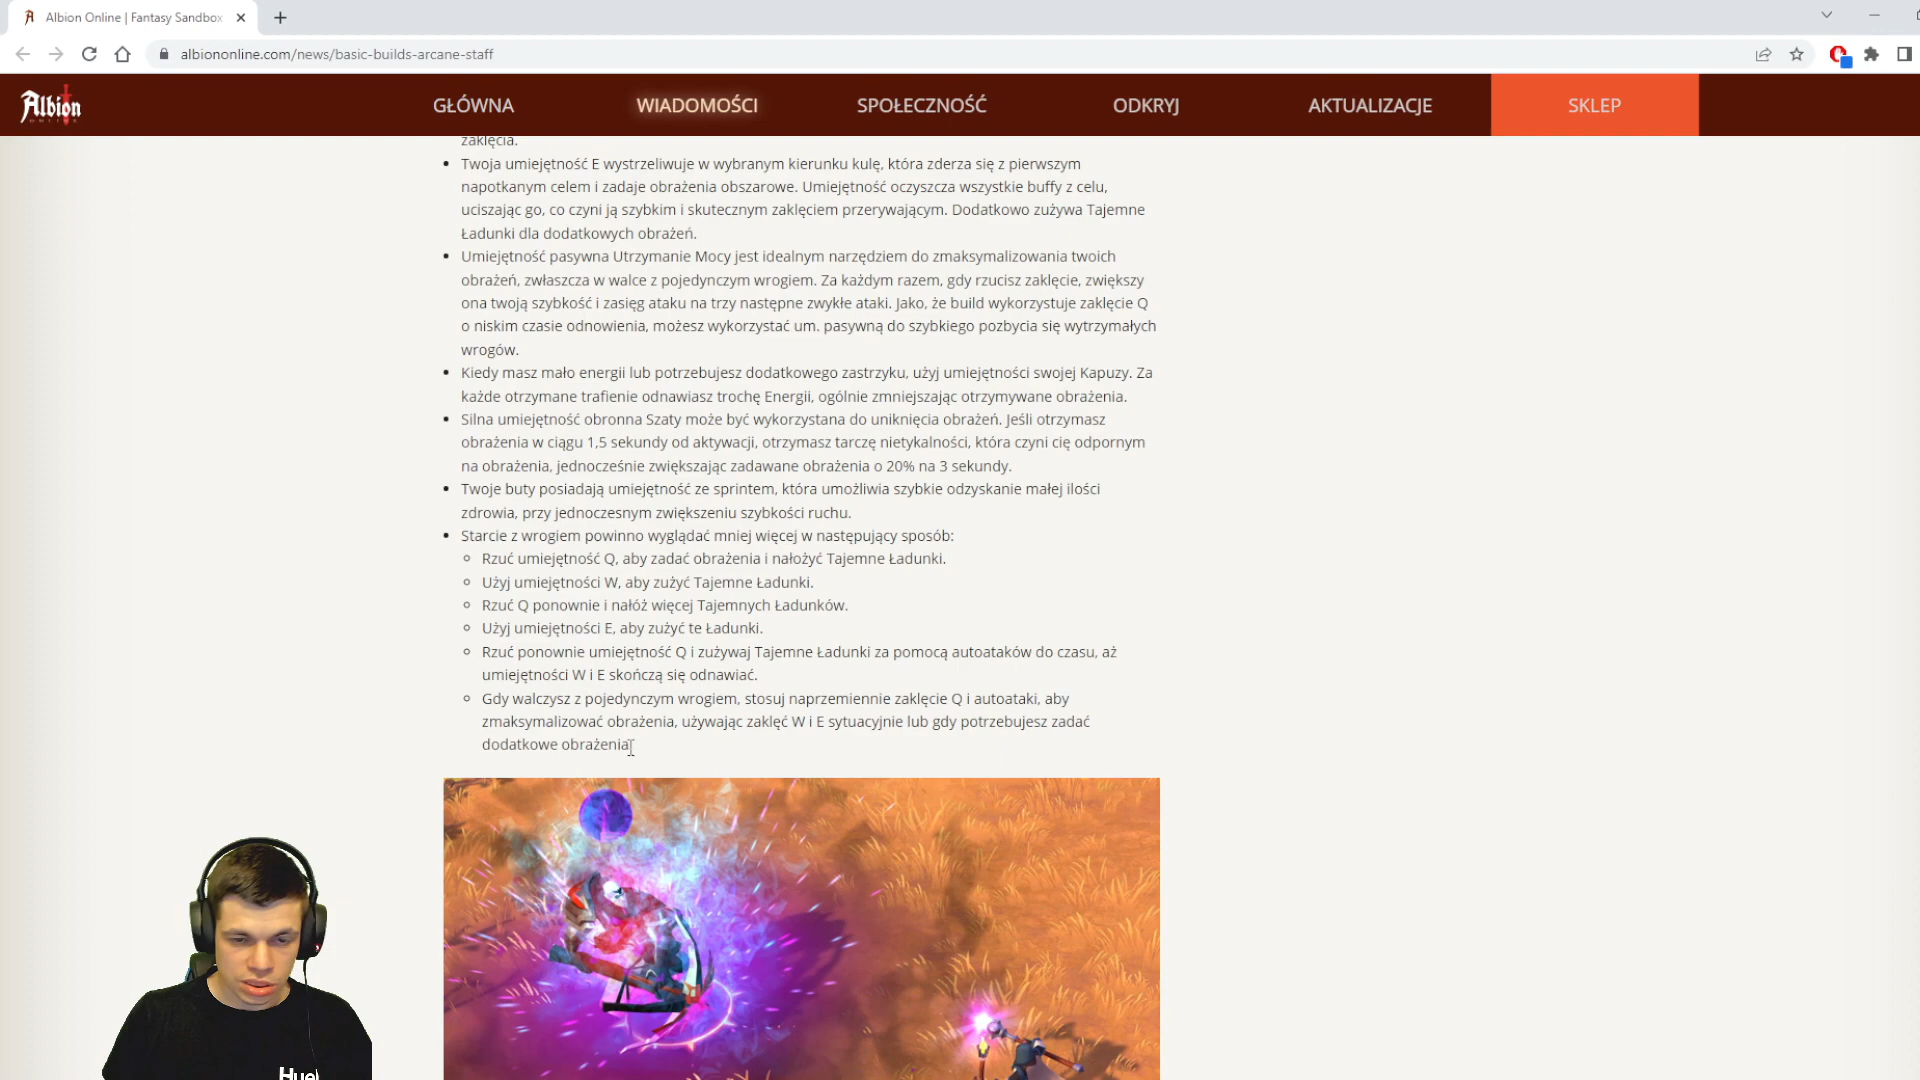 Albion Online | Fantasy Sandbox
albiononline.com/news/basic-builds-arcane-staff
Albion
ONLINE
GŁÓWNA
WIADOMOŚCI
SPOŁECZNOŚĆ
ODKRYJ
AKTUALIZACJE
SKLEP
zaklęcia.
Twoja umiejętność E wystrzeliwuje w wybranym kierunku kulę, która zderza się z pierwszym
napotkanym celem i zadaje obrażenia obszarowe. Umiejętność oczyszcza wszystkie buffy z celu,
uciszając go, co czyni ją szybkim i skutecznym zaklęciem przerywającym. Dodatkowo zużywa Tajemne
Ładunki dla dodatkowych obrażeń.
Umiejętność pasywna Utrzymanie Mocy jest idealnym narzędziem do zmaksymalizowania twoich
obrażeń, zwłaszcza w walce z pojedynczym wrogiem. Za każdym razem, gdy rzucisz zaklęcie, zwiększy
ona twoją szybkość i zasięg ataku na trzy następne zwykłe ataki. Jako, że build wykorzystuje zaklęcie Q
o niskim czasie odnowienia, możesz wykorzystać um. pasywną do szybkiego pozbycia się wytrzymałych
wrogów.
Kiedy masz mało energii lub potrzebujesz dodatkowego zastrzyku, użyj umiejętności swojej Kapuzy. Za
każde otrzymane trafienie odnawiasz trochę Energii, ogólnie zmniejszając otrzymywane obrażenia.
Silna umiejętność obronna Szaty może być wykorzystana do uniknięcia obrażeń. Jeśli otrzymasz
obrażenia w ciągu 1,5 sekundy od aktywacji, otrzymasz tarczę nietykalności, która czyni cię odpornym
na obrażenia, jednocześnie zwiększając zadawane obrażenia o 20% na 3 sekundy.
Twoje buty posiadają umiejętność ze sprintem, która umożliwia szybkie odzyskanie małej ilości
zdrowia, przy jednoczesnym zwiększeniu szybkości ruchu.
Starcie z wrogiem powinno wyglądać mniej więcej w następujący sposób:
Rzuć umiejętność Q, aby zadać obrażenia i nałożyć Tajemne Ładunki.
Użyj umiejętności W, aby zużyć Tajemne Ładunki.
Rzuć Q ponownie i nałóż więcej Tajemnych Ładunków.
Użyj umiejętności E, aby zużyć te Ładunki.
Rzuć ponownie umiejętność Q i zużywaj Tajemne Ładunki za pomocą autoataków do czasu, aż
umiejętności W i E skończą się odnawiać.
Gdy walczysz z pojedynczym wrogiem, stosuj naprzemiennie zaklęcie Q i autoataki, aby
zmaksymalizować obrażenia, używając zaklęć W i E sytuacyjnie lub gdy potrzebujesz zadać
dodatkowe obrażenia.